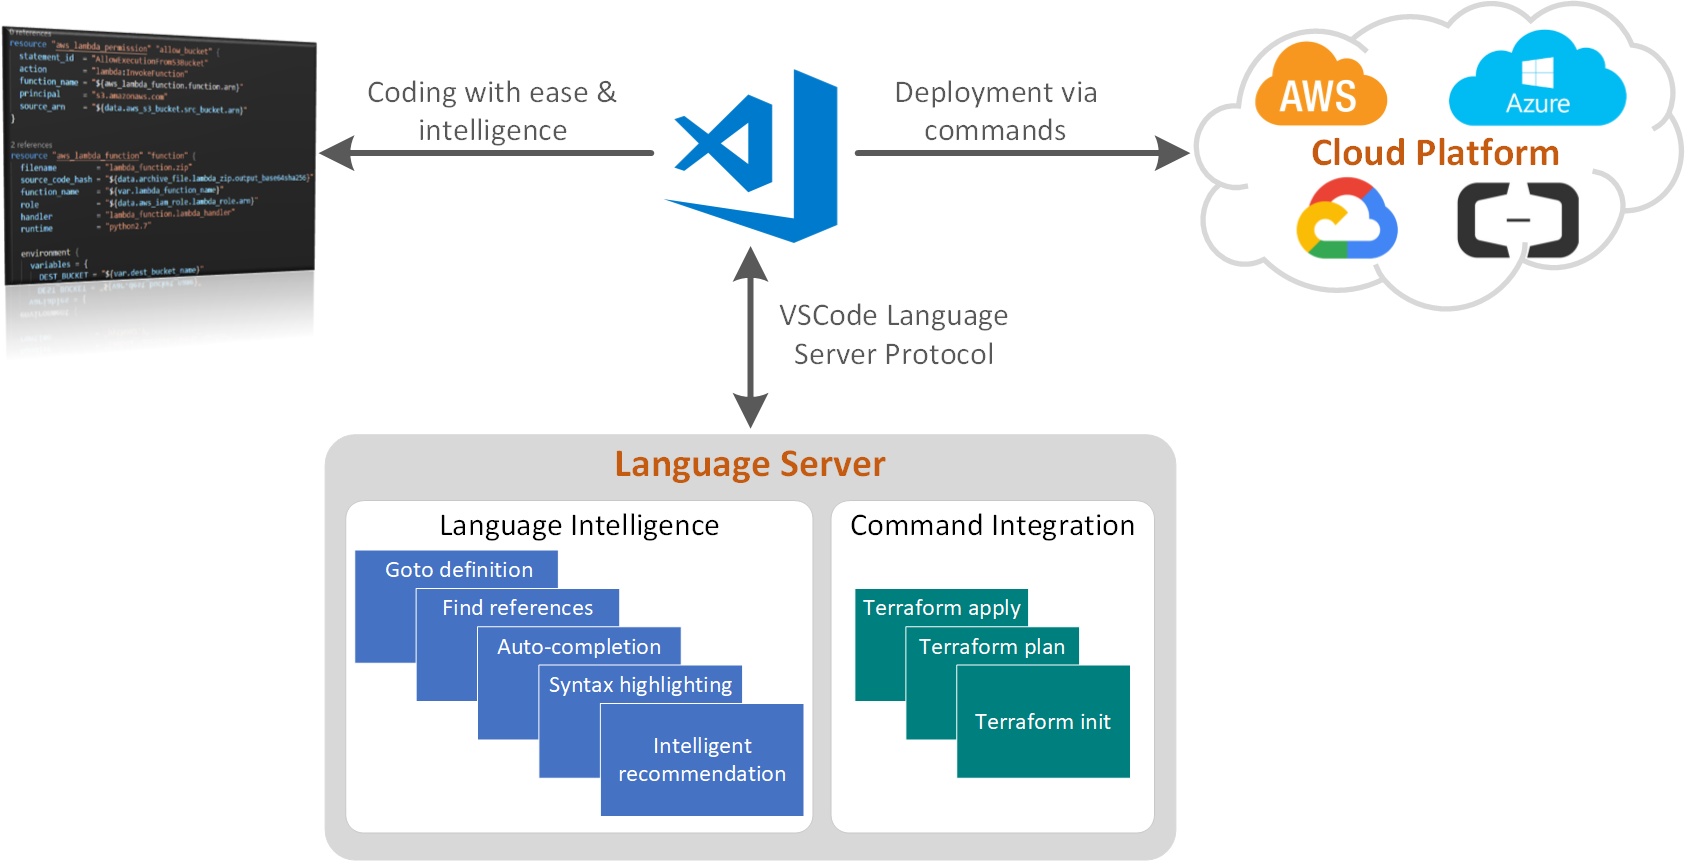 0 references
resource "aws_lambda_permission" "allow_bucket" {
statement_id = "AllowExecutionFromS3Bucket"
action = "lambda:InvokeFunction"
function_name = "${aws_lambda_function.function.arn}"
principal = "s3.amazonaws.com"
source_arn = "${data.aws_s3_bucket.src_bucket.arn}"
}
2 references
resource "aws_lambda_function" "function" {
filename = "lambda_function.zip"
source_code_hash = "${data.archive_file.lambda_zip.output_base64sha256}"
function_name = "${var.lambda_function_name}"
role = "${data.aws_iam_role.lambda_role.arn}"
handler = "lambda_function.lambda_handler"
runtime = "python2.7"
environment {
variables = {
DEST_BUCKET = "${var.dest_bucket_name}"
Coding with ease &
intelligence
Deployment via
commands
AWS
Azure
Cloud Platform
VSCode Language
Server Protocol
Language Server
Language Intelligence
Goto definition
Find references
Auto-completion
Syntax highlighting
Intelligent
recommendation
Command Integration
Terraform apply
Terraform plan
Terraform init